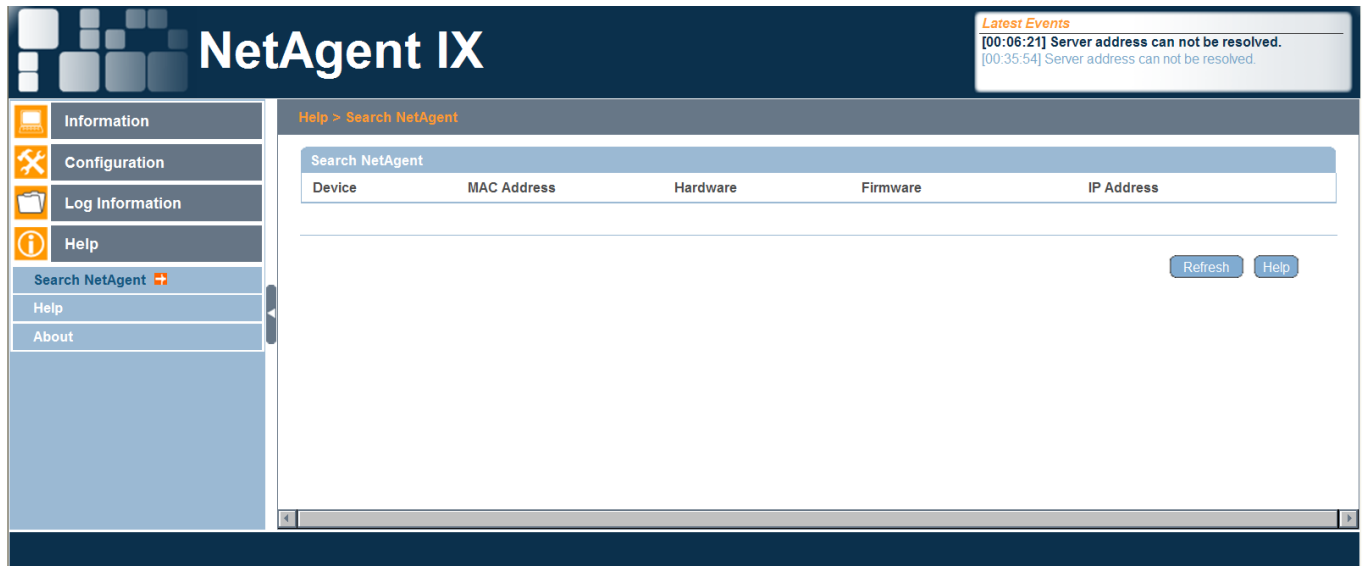 NetAgent IX
Latest Events
[00:06:21] Server address can not be resolved.
[00:35:54] Server address can not be resolved.
Information
Configuration
Log Information
Help
Search NetAgent
Help
About
Help > Search NetAgent
Search NetAgent
Device MAC Address Hardware Firmware IP Address
Refresh Help